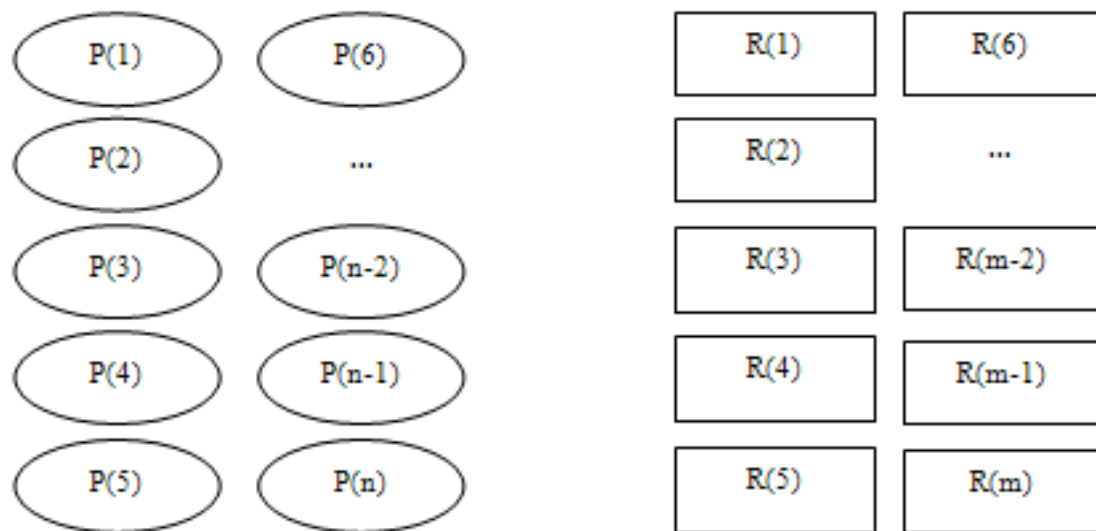 P(1) P(6) R(1) R(6)
P(2) ... R(2) ...
P(3) P(n-2) R(3) R(m-2)
P(4) P(n-1) R(4) R(m-1)
P(5) P(n) R(5) R(m)